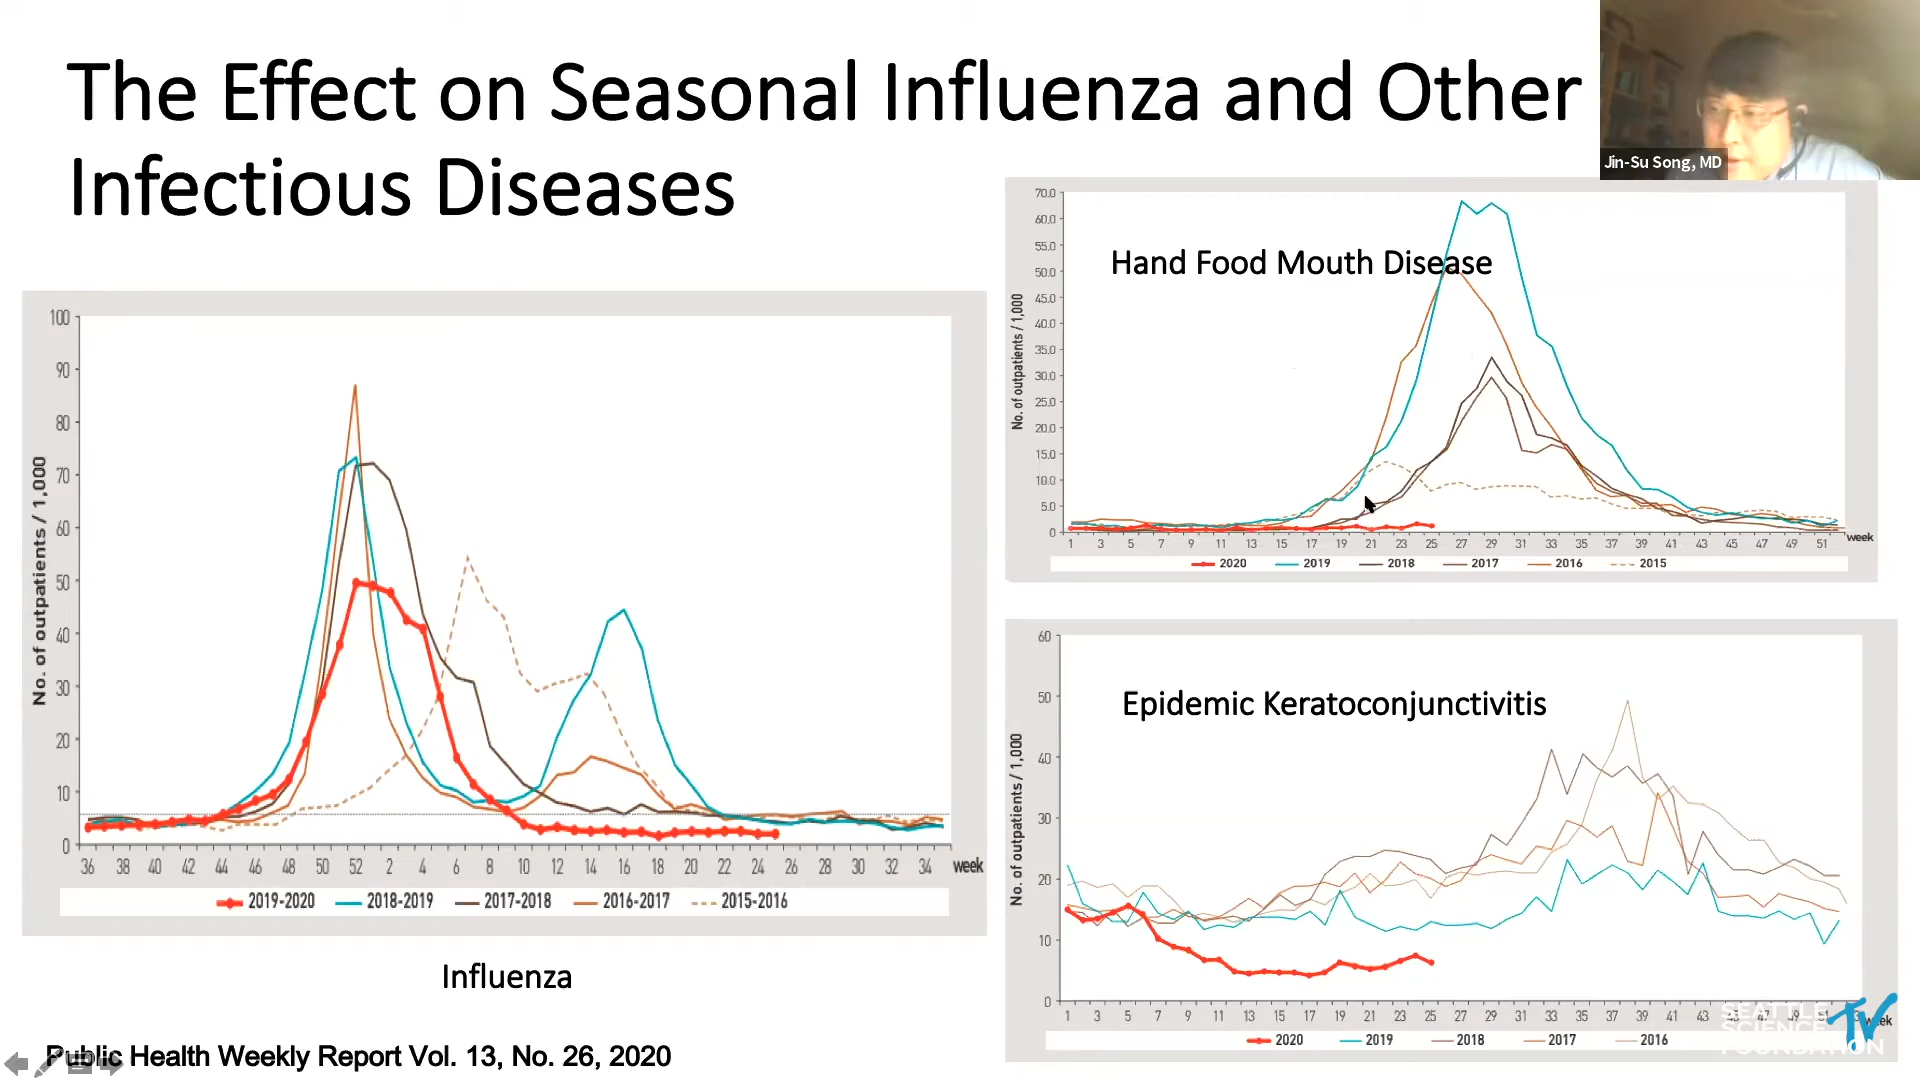 The Effect on Seasonal Influenza and Other
Infectious Diseases
Jin-Su Song, MD
No. of outpatients / 1,000
100
90
80
70
60
50
40
30
20
10
0
36 38 40 42 44 46 48 50 52 2 4 6 8 10 12 14 16 18 20 22 24 26 28 30 32 34 week
2019-2020 2018-2019 2017-2018 2016-2017 2015-2016
Influenza
Hand Food Mouth Disease
No. of outpatients / 1,000
70.0
60.0
55.0
50.0
45.0
40.0
35.0
30.0
25.0
20.0
15.0
10.0
5.0
0
1 3 5 7 9 11 13 15 17 19 21 23 25 27 29 31 33 35 37 39 41 43 45 47 49 51 week
2020 2019 2018 2017 2016 2015
Epidemic Keratoconjunctivitis
No. of outpatients / 1,000
60
50
40
30
20
10
0
1 3 5 7 9 11 13 15 17 19 21 23 25 27 29 31 33 35 37 39 41 43 45 47 49 51 week
2020 2019 2018 2017 2016
Public Health Weekly Report Vol. 13, No. 26, 2020
SEATTLE
SCIENCE
FOUNDATION
TV